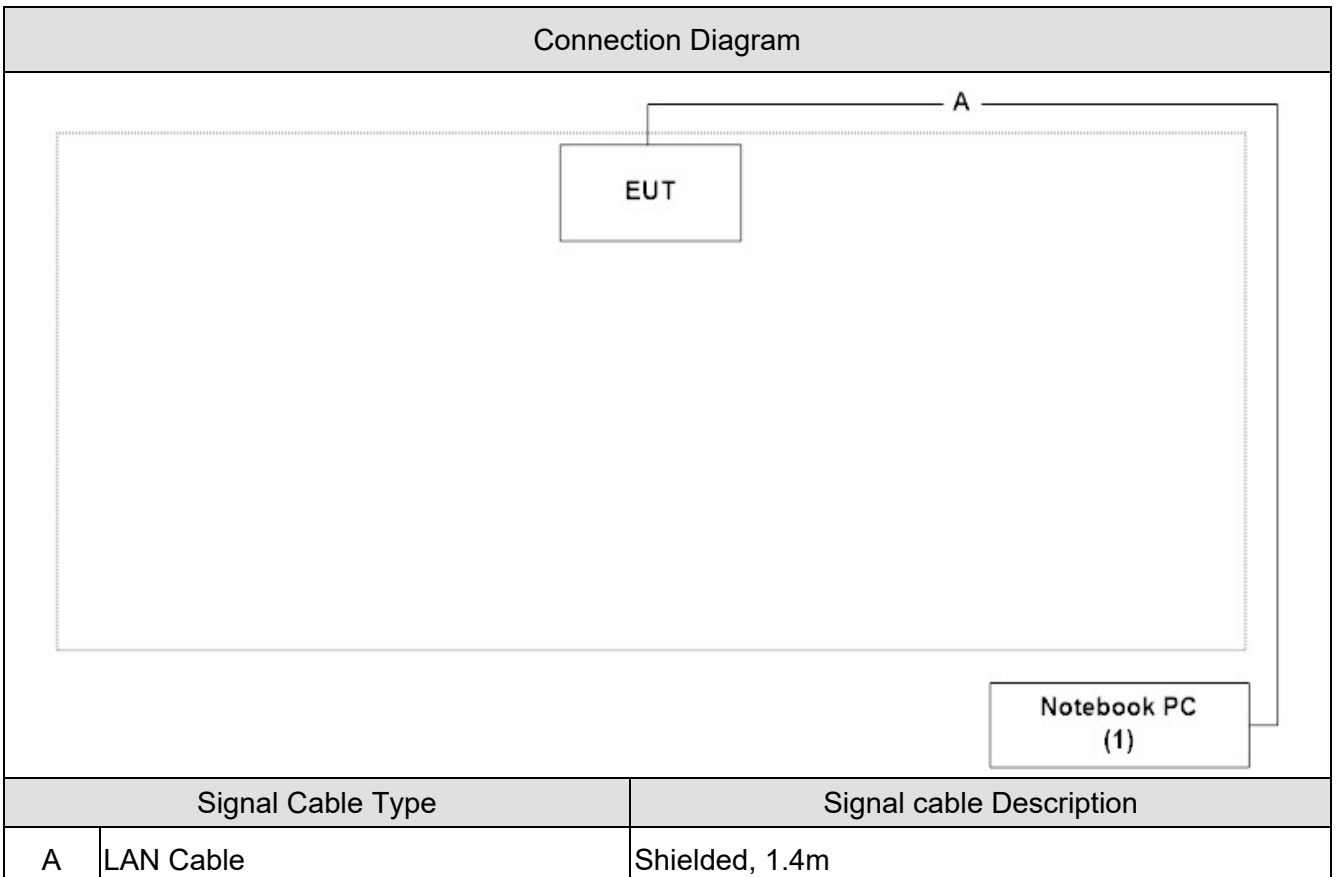 Connection Diagram
A
EUT
Notebook PC
(1)
Signal Cable Type Signal cable Description
A LAN Cable Shielded, 1.4m